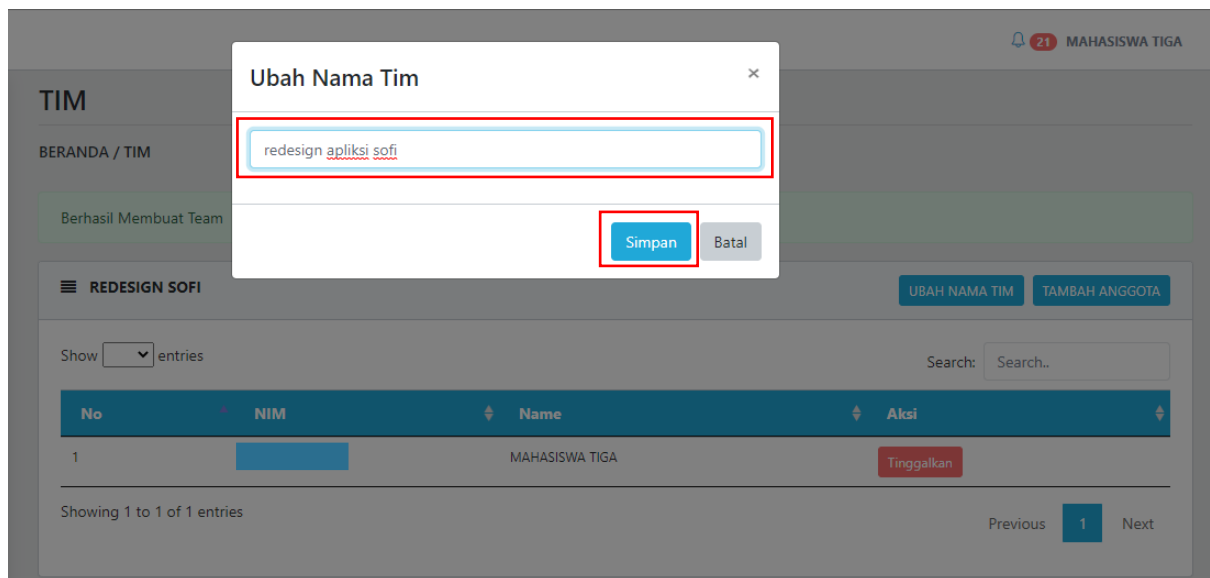 21 MAHASISWA TIGA
Ubah Nama Tim ×
TIM
redesign apliksi sofi
BERANDA / TIM
Berhasil Membuat Team
Simpan Batal
REDESIGN SOFI UBAH NAMA TIM TAMBAH ANGGOTA
Show entries Search: Search..
No NIM Name Aksi
1 MAHASISWA TIGA Tinggalkan
Showing 1 to 1 of 1 entries Previous 1 Next